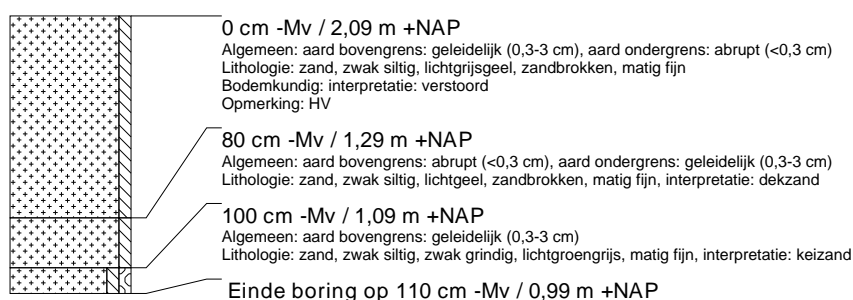 0 cm -Mv / 2,09 m +NAP
Algemeen: aard bovengrens: geleidelijk (0,3-3 cm), aard ondergrens: abrupt (<0,3 cm)
Lithologie: zand, zwak siltig, lichtgrijsgeel, zandbrokken, matig fijn
Bodemkundig: interpretatie: verstoord
Opmerking: HV
80 cm -Mv / 1,29 m +NAP
Algemeen: aard bovengrens: abrupt (<0,3 cm), aard ondergrens: geleidelijk (0,3-3 cm)
Lithologie: zand, zwak siltig, lichtgeel, zandbrokken, matig fijn, interpretatie: dekzand
100 cm -Mv / 1,09 m +NAP
Algemeen: aard bovengrens: geleidelijk (0,3-3 cm)
Lithologie: zand, zwak siltig, zwak grindig, lichtgroengrijs, matig fijn, interpretatie: keizand
Einde boring op 110 cm -Mv / 0,99 m +NAP